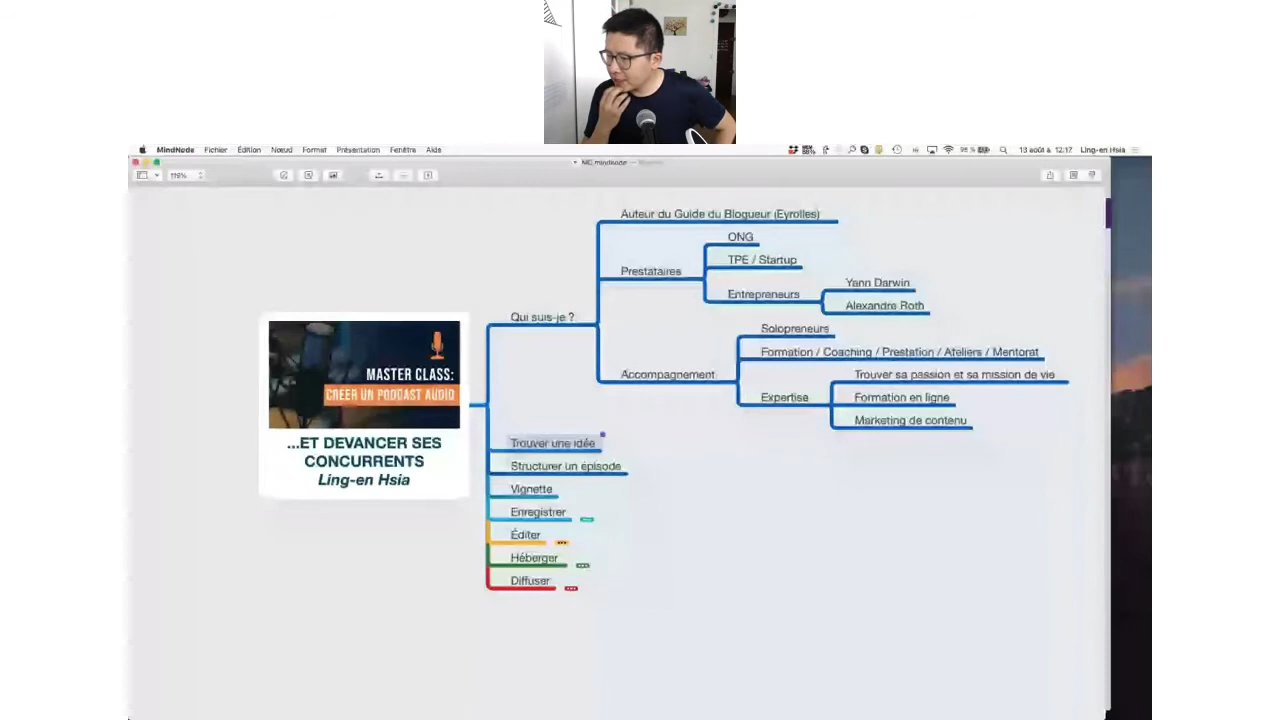 MindNode Fichier Édition Nœud Format Présentation Fenêtre Aide
13 août à 12:17 Ling-en Hsia
116%
Auteur du Guide du Blogueur (Eyrolles)
ONG
TPE / Startup
Prestataires
Yann Darwin
Entrepreneurs
Alexandre Roth
Qui suis-je ?
Solopreneurs
Formation / Coaching / Prestation / Ateliers / Mentorat
Accompagnement
Trouver sa passion et sa mission de vie
Expertise
Formation en ligne
Marketing de contenu
MASTER CLASS:
CRÉER UN PODCAST AUDIO
...ET DEVANCER SES
CONCURRENTS
Ling-en Hsia
Trouver une idée
Structurer un épisode
Vignette
Enregistrer
Éditer
Héberger
Diffuser